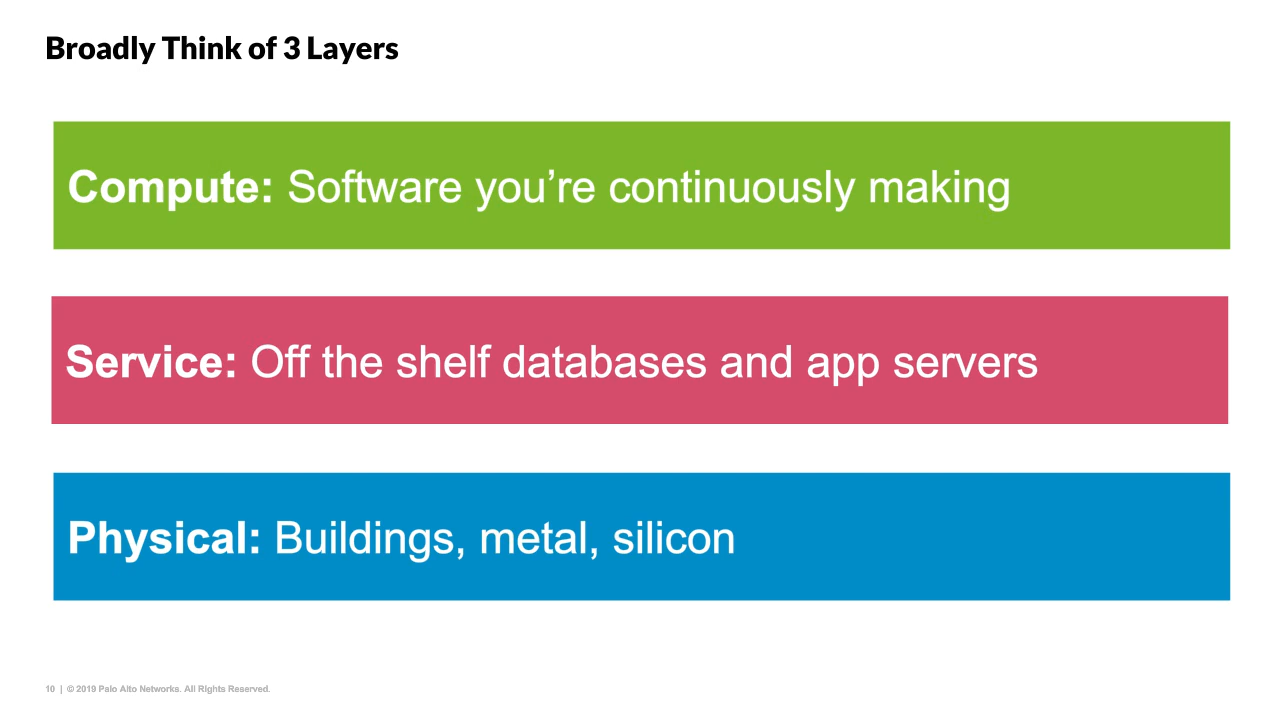 Broadly Think of 3 Layers
Compute: Software you’re continuously making
Service: Off the shelf databases and app servers
Physical: Buildings, metal, silicon
10 | © 2019 Palo Alto Networks. All Rights Reserved.